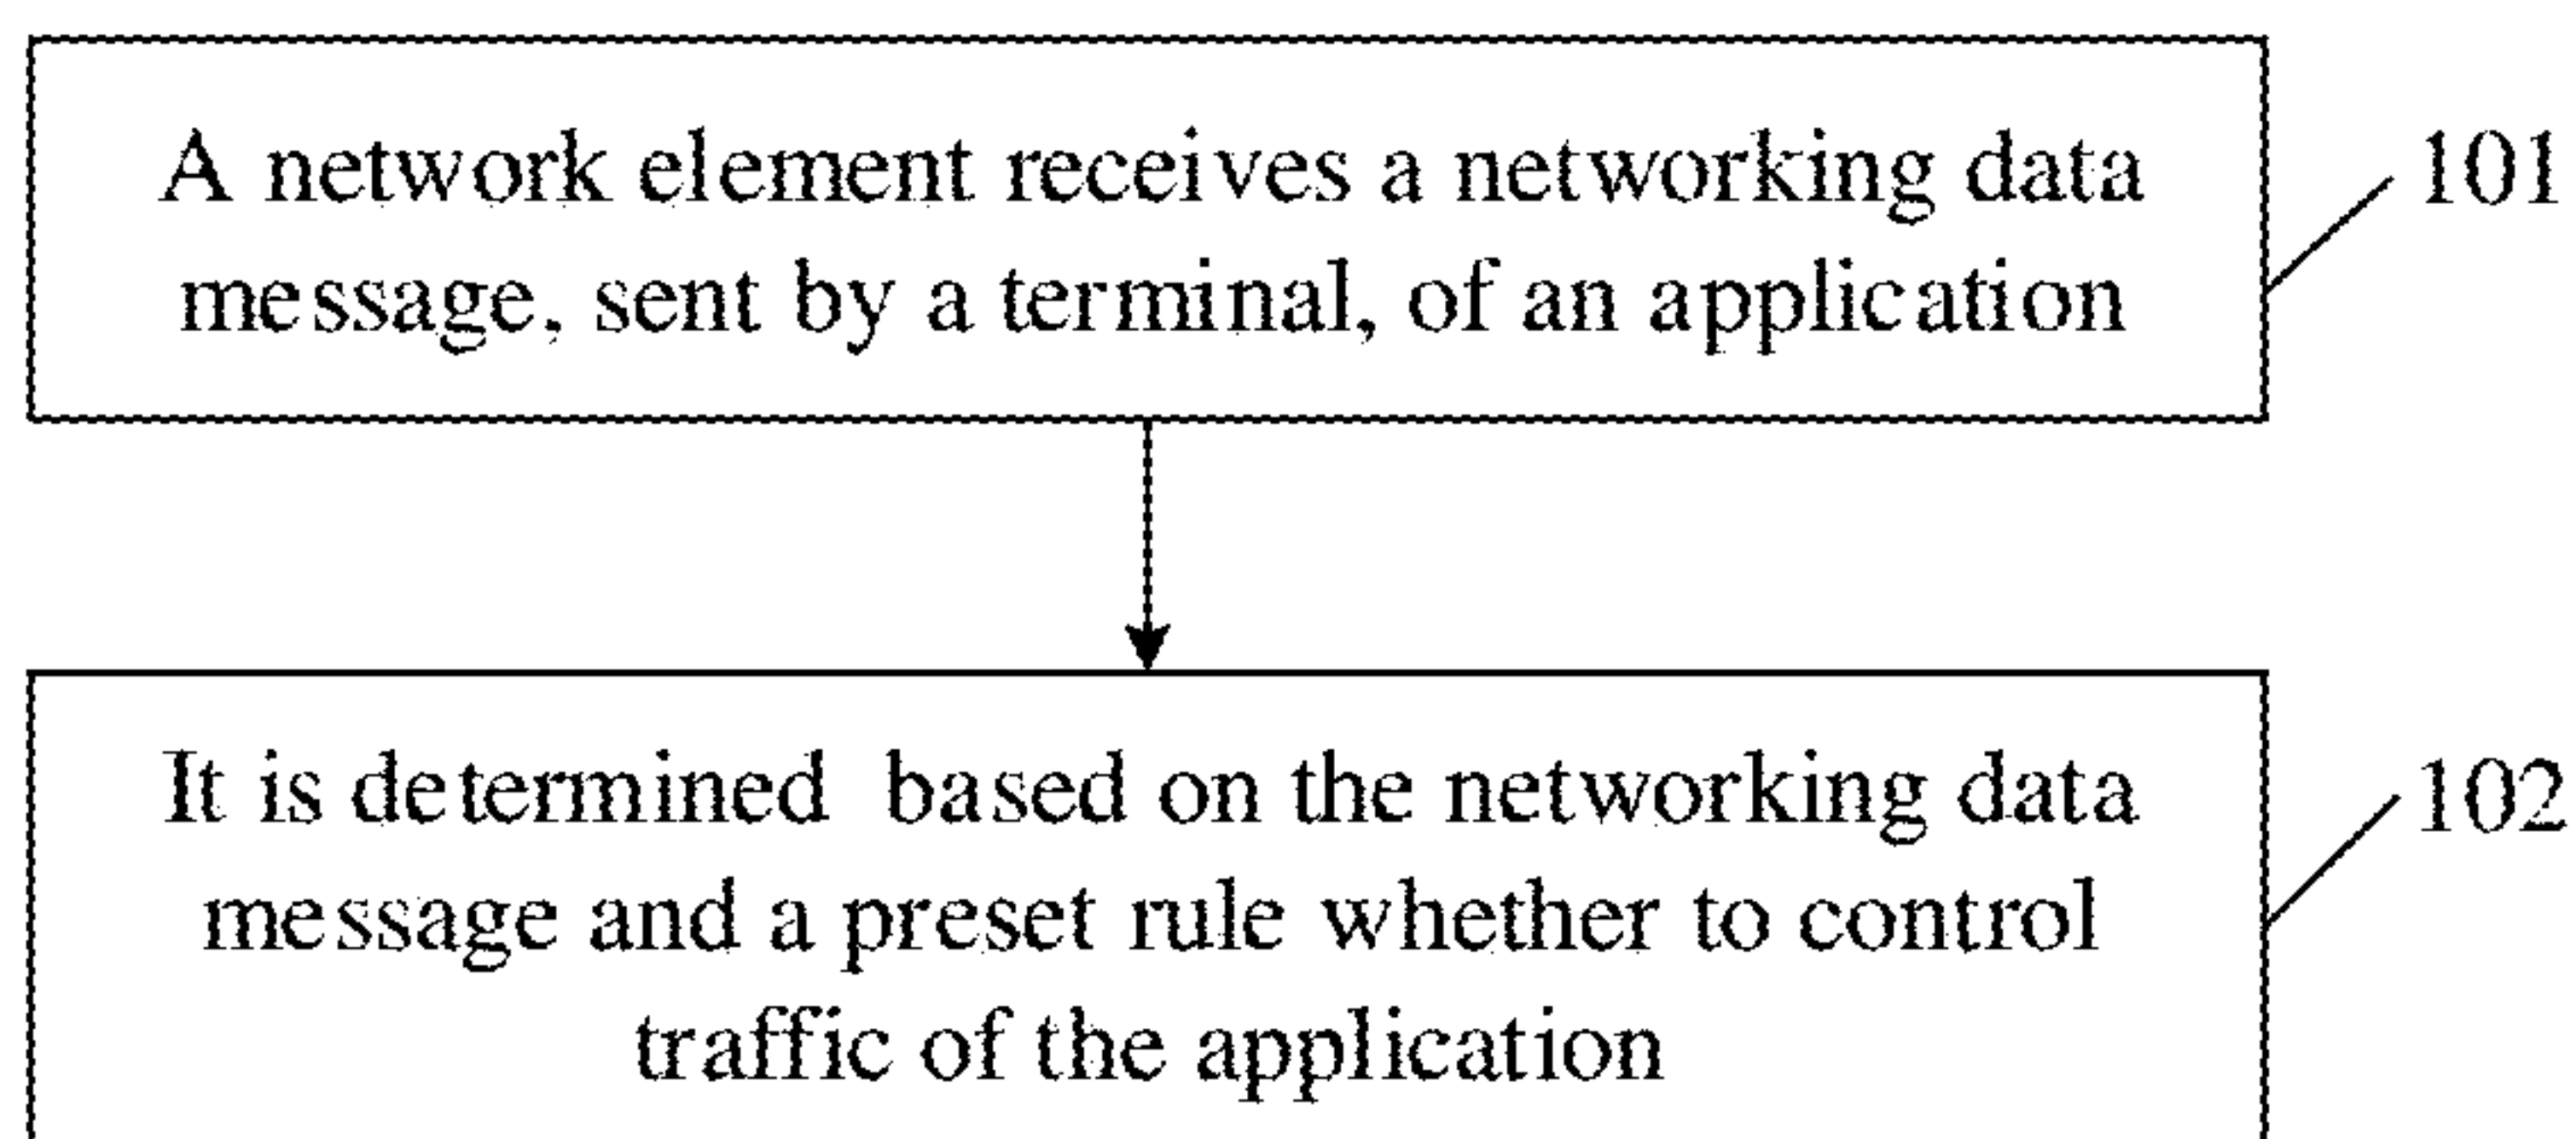 A network element receives a networking data
message, sent by a terminal, of an application
101
It is determined based on the networking data
message and a preset rule whether to control
traffic of the application
102